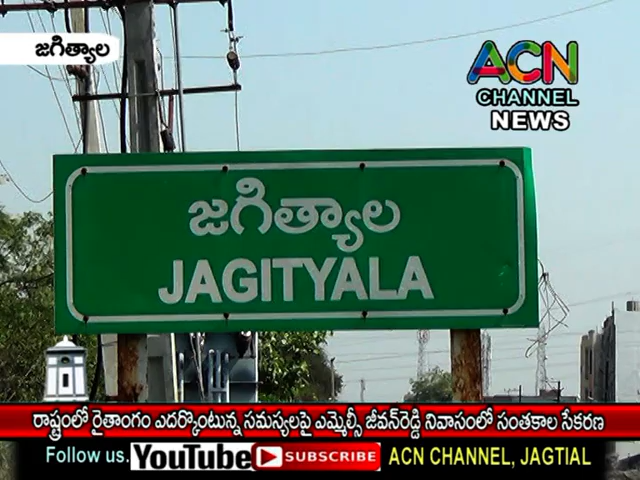 జగిత్యాల
ACN
CHANNEL
NEWS
జగిత్యాల
JAGITYALA
రాష్ట్రంలో రైతాంగం ఎదర్కొంటున్న సమస్యలపై ఎమ్మెల్సీ జీవన్‌రెడ్డి నివాసంలో సంతకాల సేకరణ
Follow us. YouTube SUBSCRIBE ACN CHANNEL, JAGTIAL